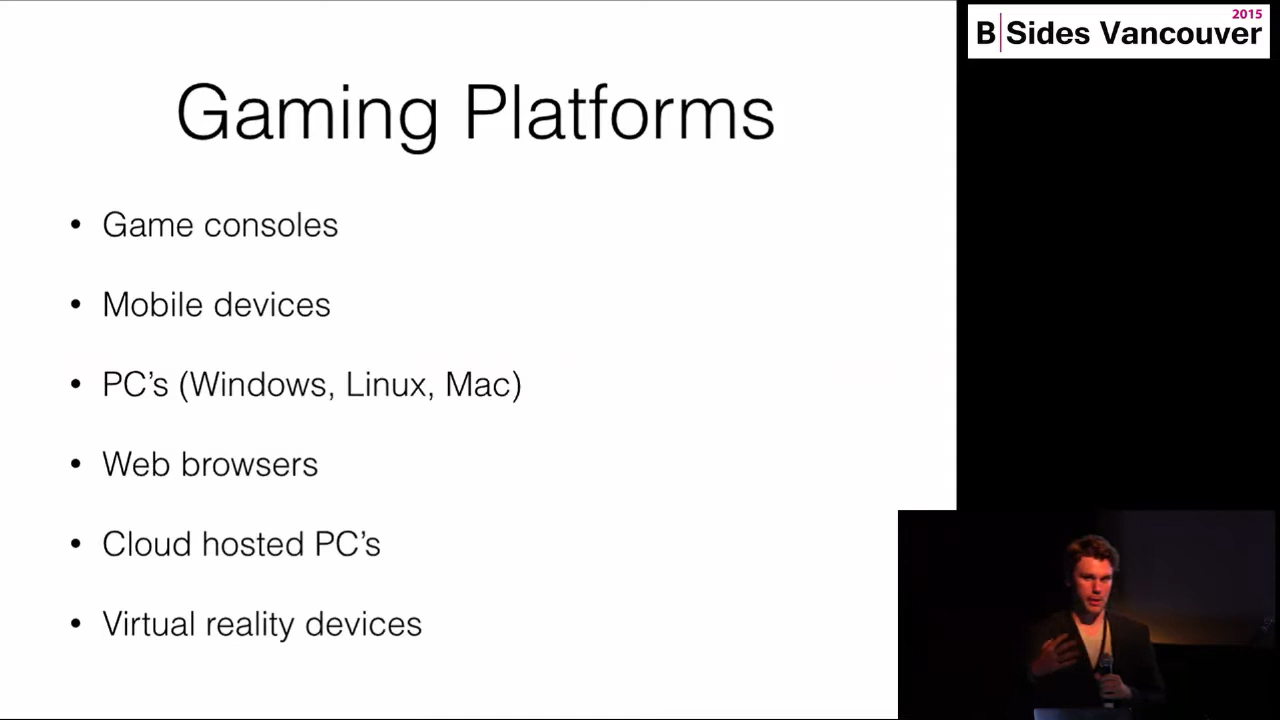 2015
B Sides Vancouver
Gaming Platforms
• Game consoles
• Mobile devices
• PC’s (Windows, Linux, Mac)
• Web browsers
• Cloud hosted PC’s
• Virtual reality devices